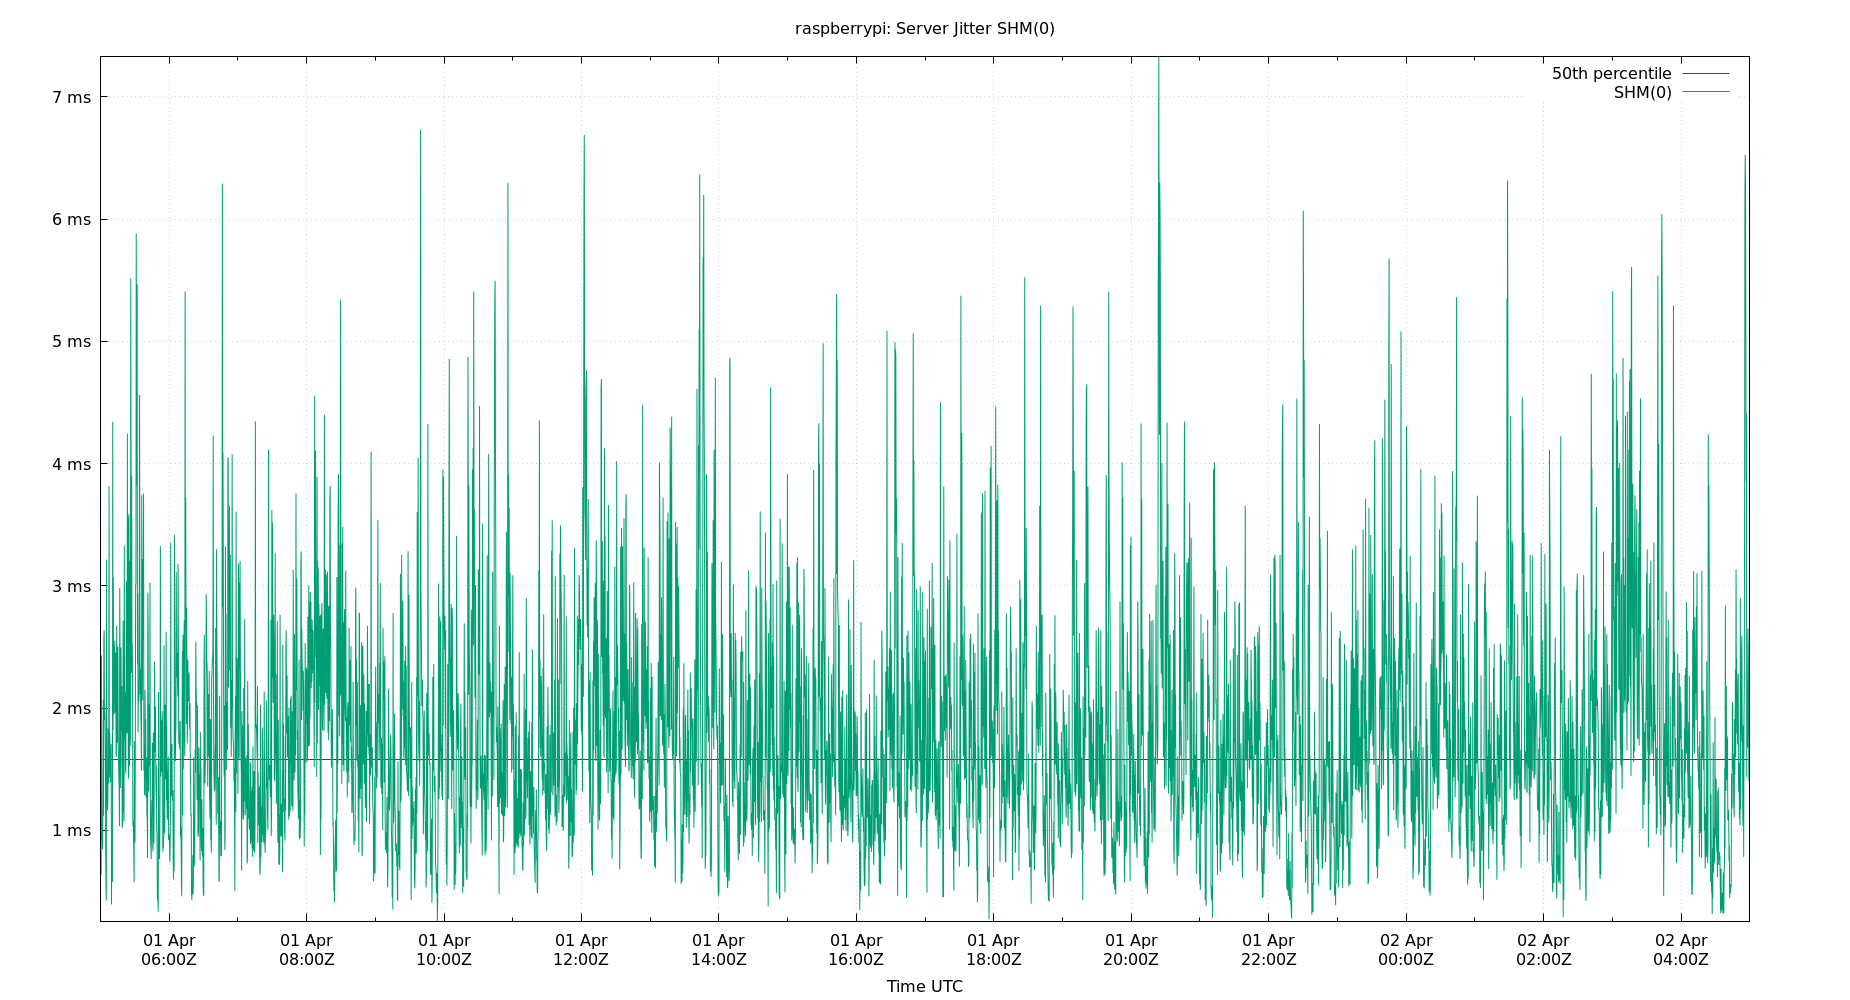 raspberrypi: Server Jitter SHM(0)
50th percentile
SHM(0)
7 ms
6 ms
5 ms
4 ms
3 ms
2 ms
1 ms
01 Apr 01 Apr 01 Apr 01 Apr 01 Apr 01 Apr 01 Apr 01 Apr 01 Apr 02 Apr 02 Apr 02 Apr
06:00Z 08:00Z 10:00Z 12:00Z 14:00Z 16:00Z 18:00Z 20:00Z 22:00Z 00:00Z 02:00Z 04:00Z
Time UTC